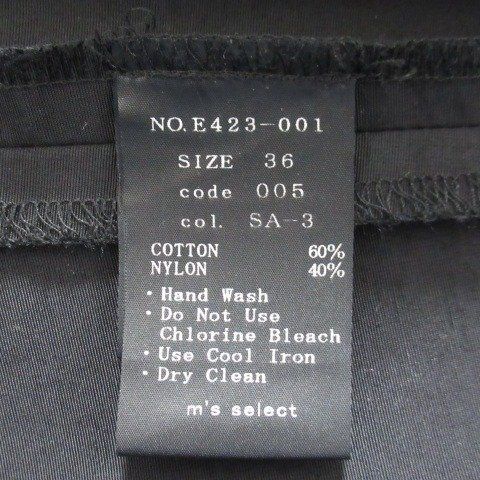 NO.E423-001
SIZE 36
code 005
col. SA-3
COTTON 60%
NYLON 40%
・Hand Wash
・Do Not Use
Chlorine Bleach
・Use Cool Iron
・Dry Clean
m's select